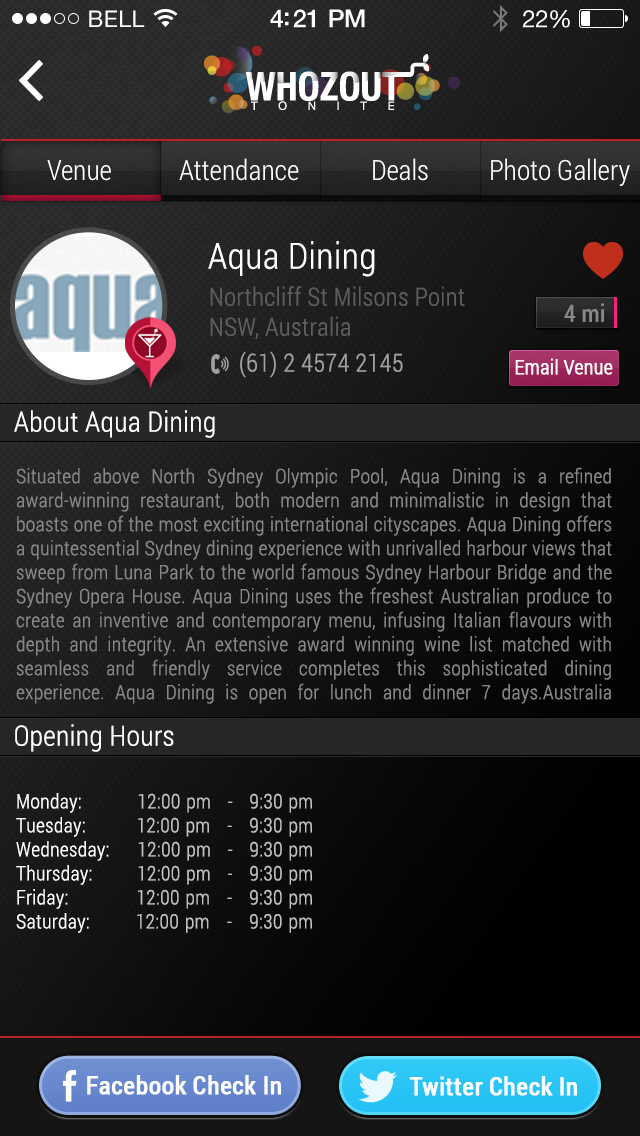 BELL 4:21 PM 22%
WHOZOUT
TONITE
Venue Attendance Deals Photo Gallery
aqua
Aqua Dining
Northcliff St Milsons Point
NSW, Australia
4 mi
(61) 2 4574 2145
Email Venue
About Aqua Dining
Situated above North Sydney Olympic Pool, Aqua Dining is a refined
award-winning restaurant, both modern and minimalistic in design that
boasts one of the most exciting international cityscapes. Aqua Dining offers
a quintessential Sydney dining experience with unrivalled harbour views that
sweep from Luna Park to the world famous Sydney Harbour Bridge and the
Sydney Opera House. Aqua Dining uses the freshest Australian produce to
create an inventive and contemporary menu, infusing Italian flavours with
depth and integrity. An extensive award winning wine list matched with
seamless and friendly service completes this sophisticated dining
experience. Aqua Dining is open for lunch and dinner 7 days.Australia
Opening Hours
Monday: 12:00 pm - 9:30 pm
Tuesday: 12:00 pm - 9:30 pm
Wednesday: 12:00 pm - 9:30 pm
Thursday: 12:00 pm - 9:30 pm
Friday: 12:00 pm - 9:30 pm
Saturday: 12:00 pm - 9:30 pm
f Facebook Check In Twitter Check In